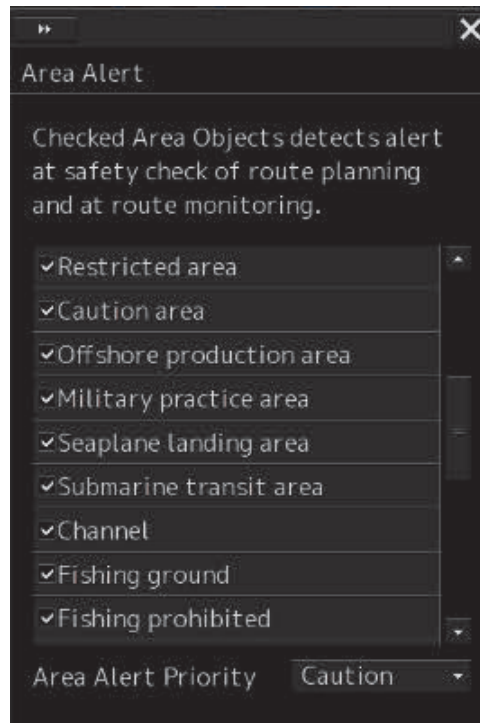 Area Alert
Checked Area Objects detects alert
at safety check of route planning
and at route monitoring.
Restricted area
Caution area
Offshore production area
Military practice area
Seaplane landing area
Submarine transit area
Channel
Fishing ground
Fishing prohibited
Area Alert Priority Caution